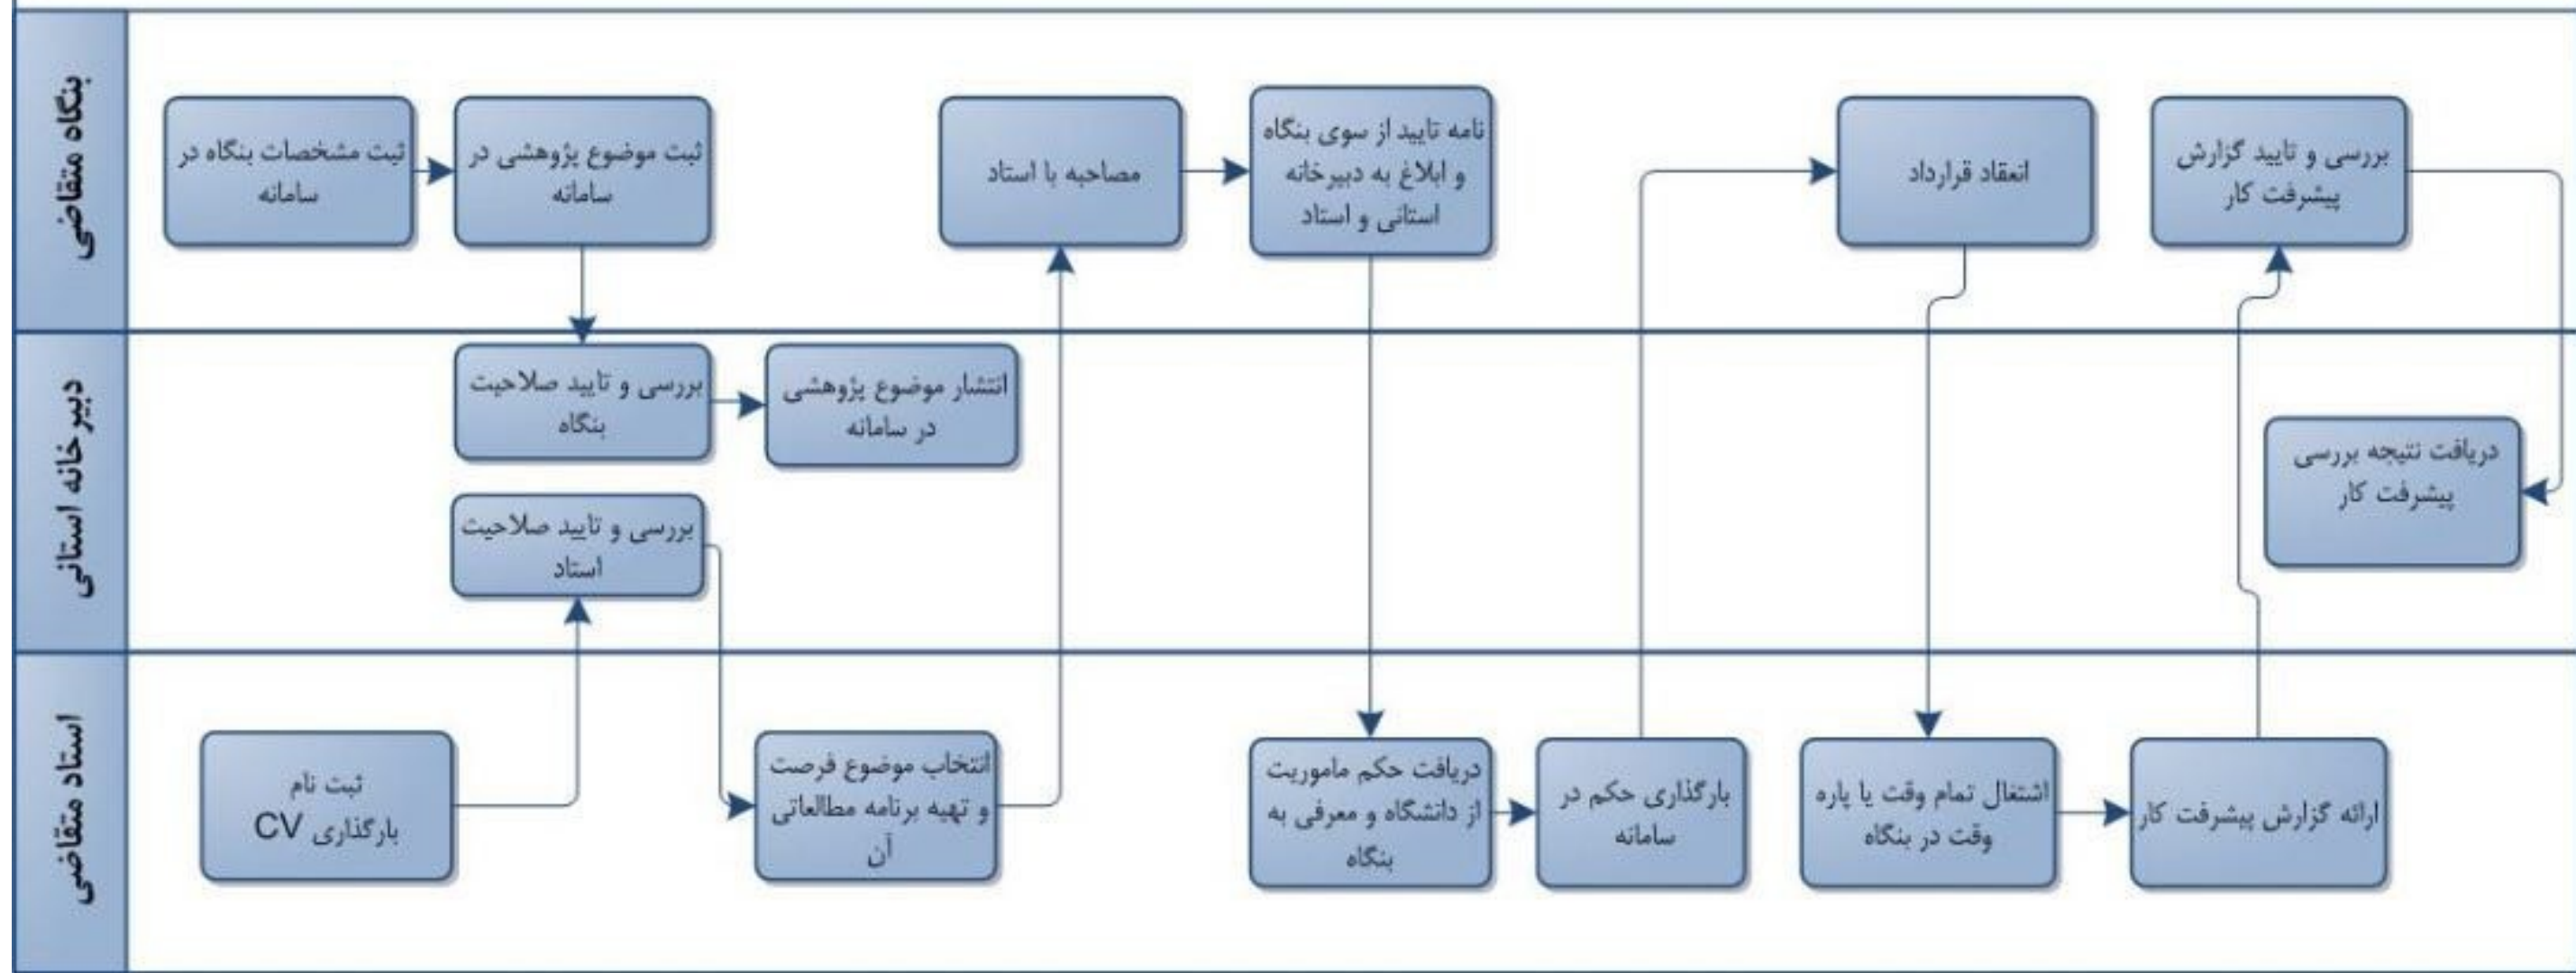 بنگاه متقاضی
ثبت مشخصات بنگاه در
سامانه
ثبت موضوع پژوهشی در
سامانه
مصاحبه با استاد
نامه تایید از سوی بنگاه
و ابلاغ به دبیرخانه
استانی و استاد
انعقاد قرارداد
بررسی و تایید گزارش
پیشرفت کار
دبیرخانه استانی
بررسی و تایید صلاحیت
بنگاه
انتشار موضوع پژوهشی
در سامانه
بررسی و تایید صلاحیت
استاد
دریافت نتیجه بررسی
پیشرفت کار
استاد متقاضی
ثبت نام
بارگذاری CV
انتخاب موضوع فرصت
و تهیه برنامه مطالعاتی
آن
دریافت حکم ماموریت
از دانشگاه و معرفی به
بنگاه
بارگذاری حکم در
سامانه
اشتغال تمام وقت یا پاره
وقت در بنگاه
ارائه گزارش پیشرفت کار